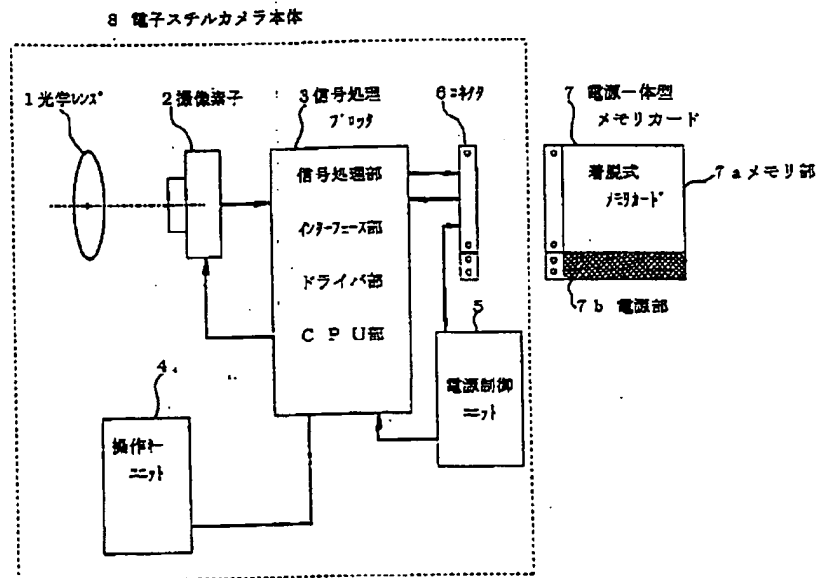 8 電子スチルカメラ本体
1光学レンズ
2撮像素子
3信号処理
ブロック
6コネクタ
7 電源一体型
メモリカード
信号処理部
インターフェース部
ドライバ部
CPU部
着脱式
メモリカード
7aメモリ部
7b 電源部
5
電源制御
ユニット
4
操作キー
ユニット